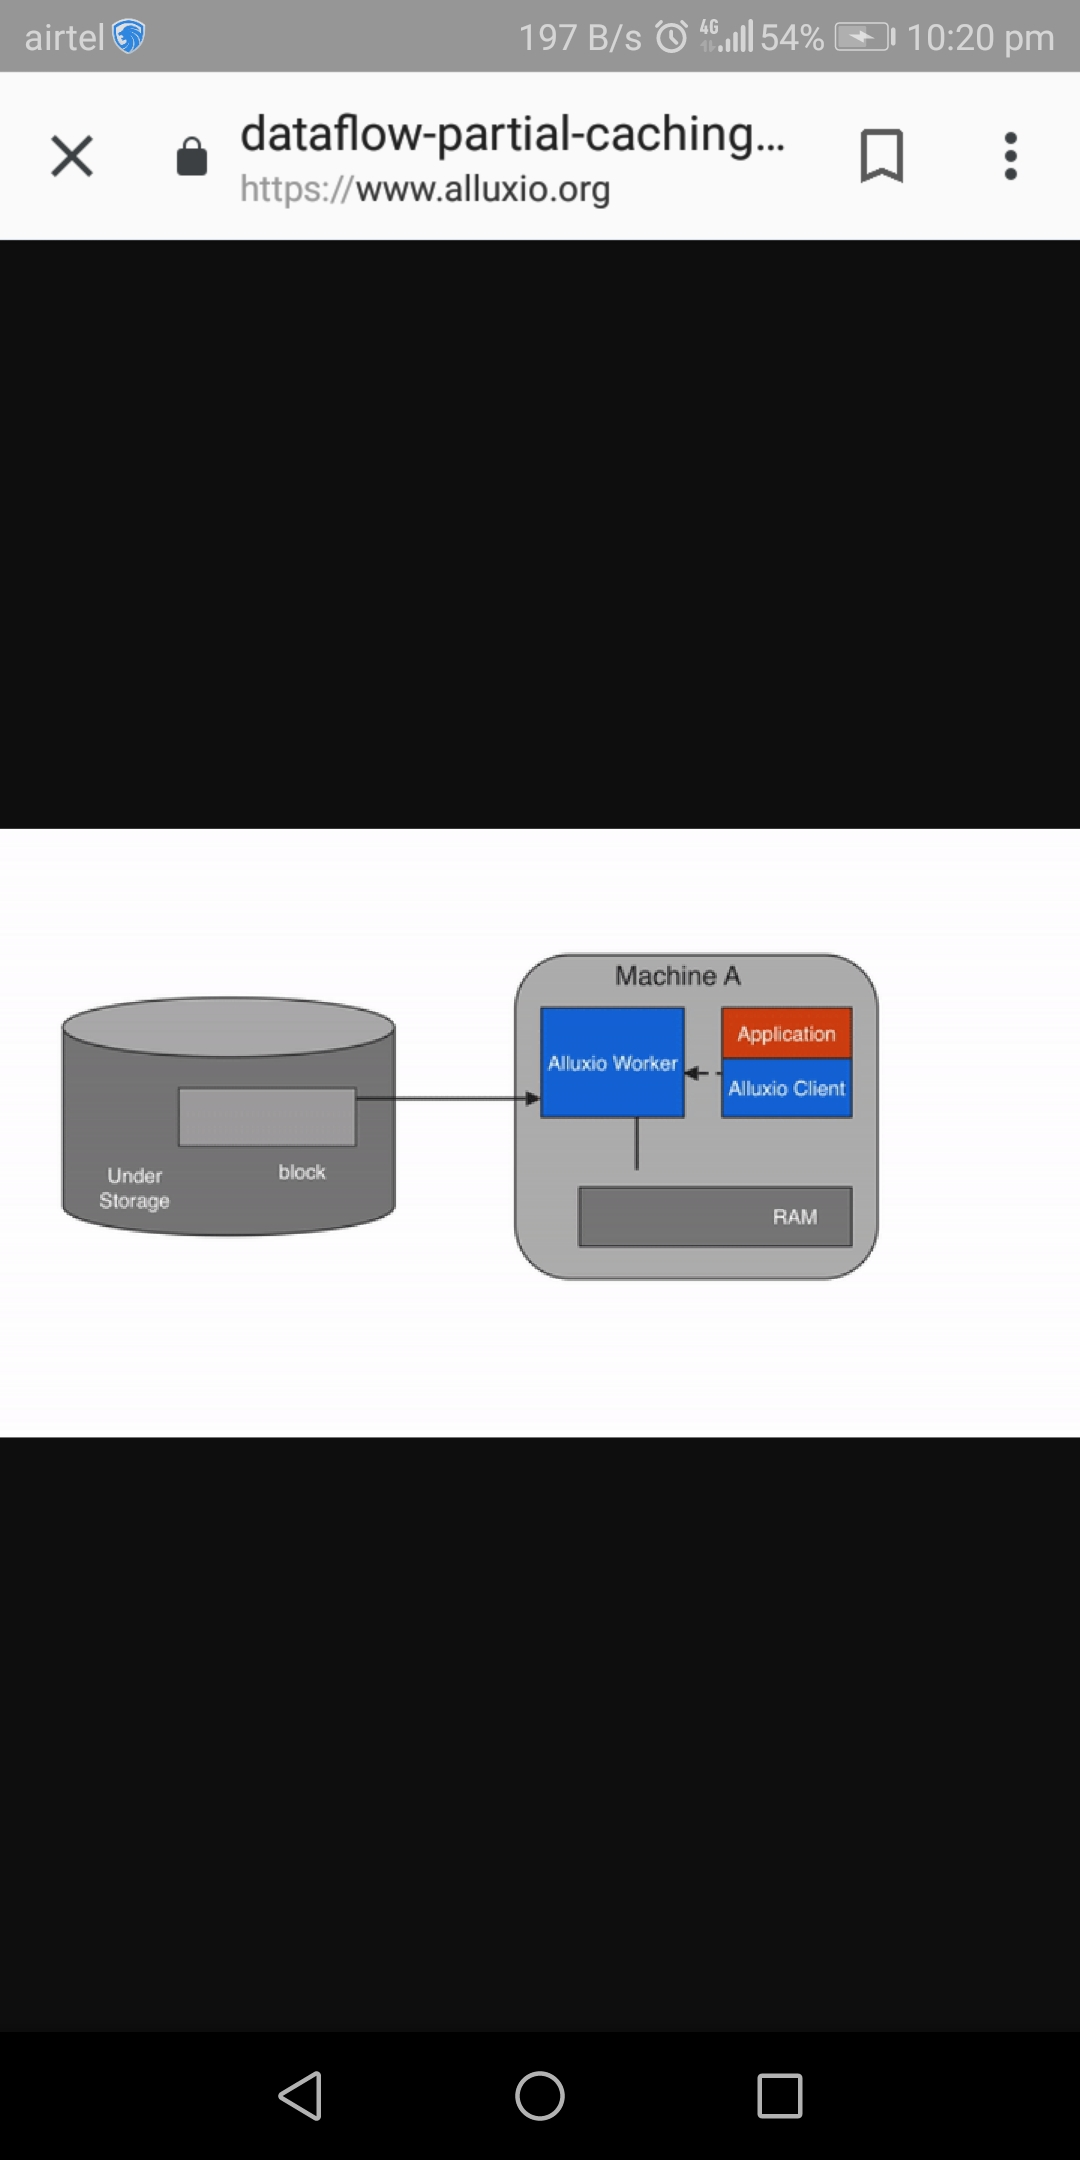 airtel 197 B/s 4G 54% 10:20 pm
dataflow-partial-caching...
https://www.alluxio.org
Machine A
Alluxio Worker
Application
Alluxio Client
Under
Storage
block
RAM